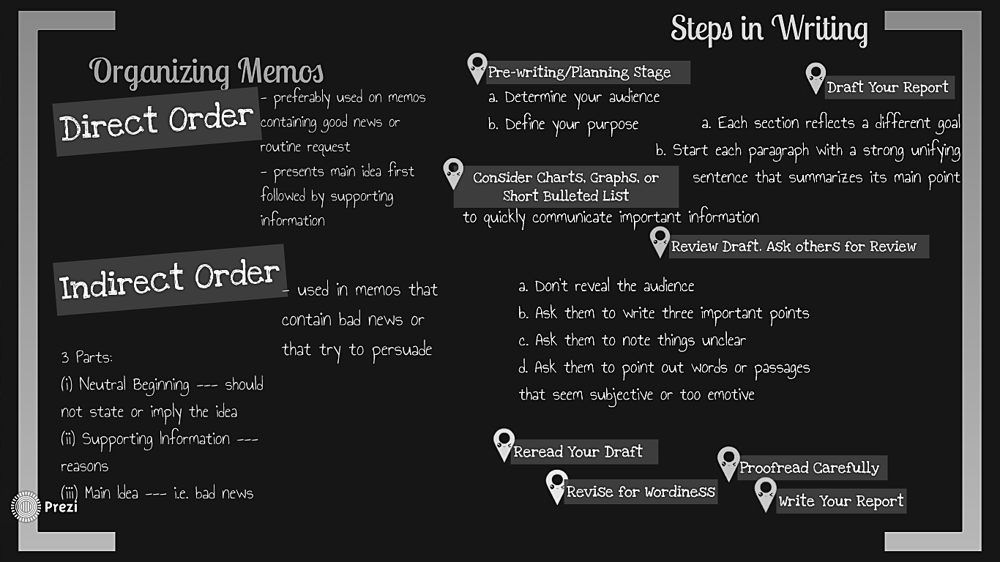 Organizing Memos
Direct Order
- preferably used on memos
containing good news or
routine request
- presents main idea first
followed by supporting
information
Indirect Order
- used in memos that
contain bad news or
that try to persuade
3 Parts:
(i) Neutral Beginning --- should
not state or imply the idea
(ii) Supporting Information ---
reasons
(iii) Main Idea --- i.e. bad news
Prezi
Steps in Writing
Pre-writing/Planning Stage
a. Determine your audience
b. Define your purpose
Draft Your Report
a. Each section reflects a different goal
b. Start each paragraph with a strong unifying
sentence that summarizes its main point
Consider Charts, Graphs, or
Short Bulleted List
to quickly communicate important information
Review Draft. Ask others for Review
a. Don't reveal the audience
b. Ask them to write three important points
c. Ask them to note things unclear
d. Ask them to point out words or passages
that seem subjective or too emotive
Reread Your Draft
Revise for Wordiness
Proofread Carefully
Write Your Report